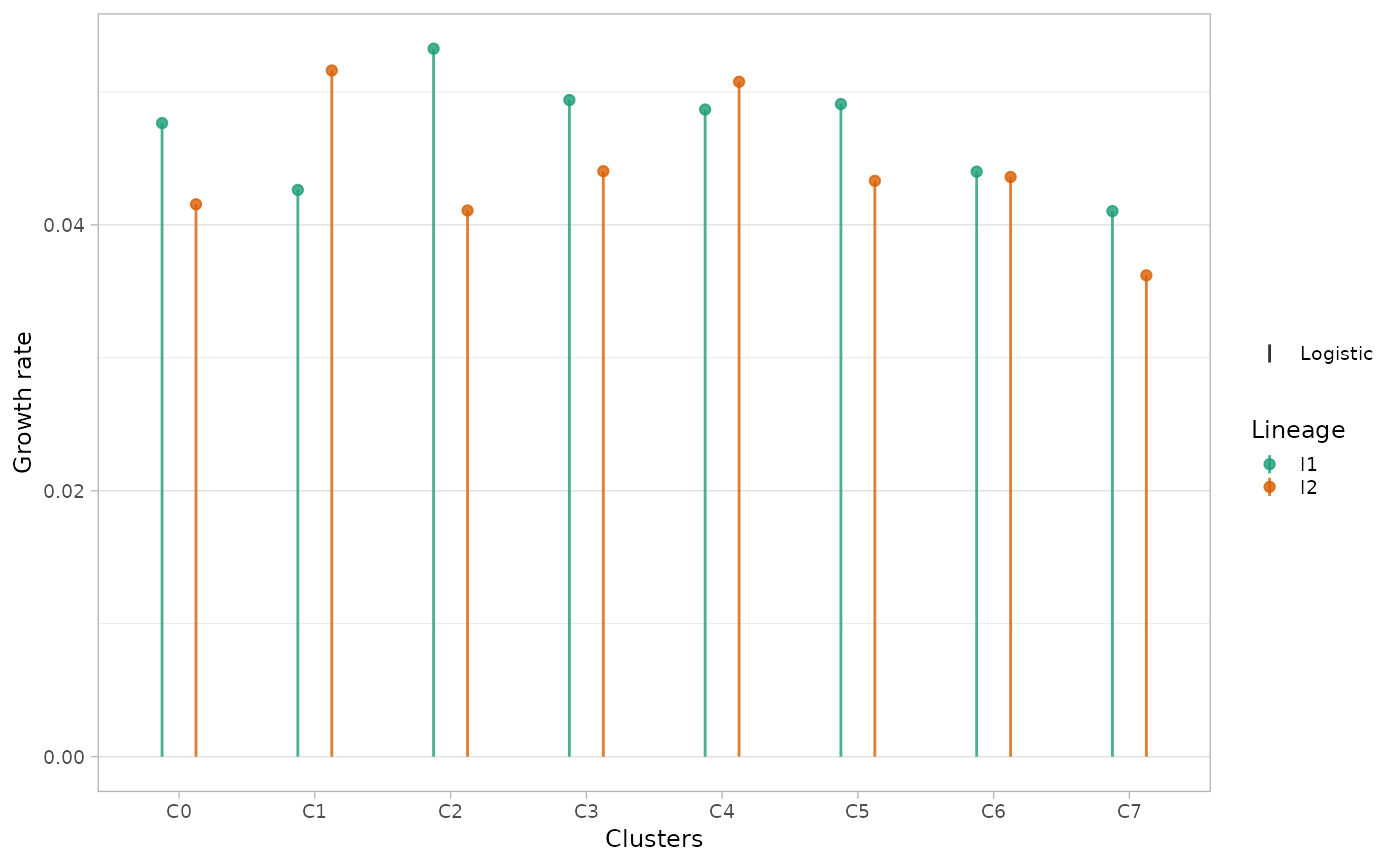 Growth rate
0.04
0.02
0.00
C0 C1 C2 C3 C4 C5 C6 C7
Clusters
Logistic
Lineage
l1
l2